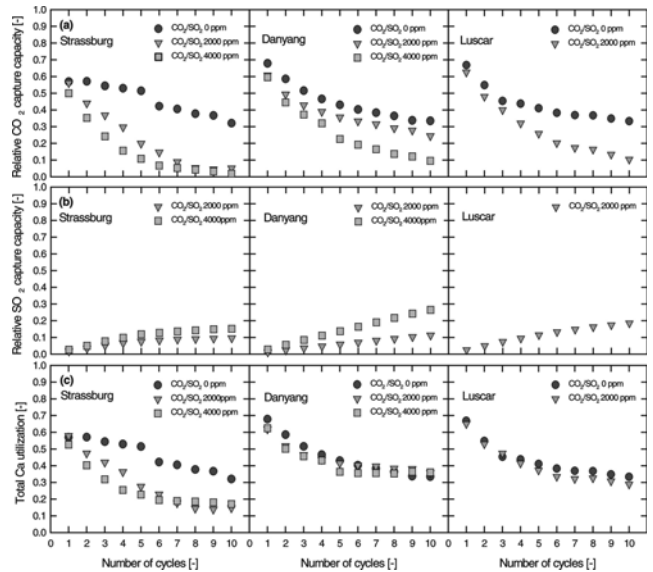 (a)
Strassburg
CO₂/SO₂ 0 ppm
CO₂/SO₂ 2000 ppm
CO₂/SO₂ 4000 ppm
Danyang
CO₂/SO₂ 0 ppm
CO₂/SO₂ 2000 ppm
CO₂/SO₂ 4000 ppm
Luscar
CO₂/SO₂ 0 ppm
CO₂/SO₂ 2000 ppm
Relative CO₂ capture capacity [-]
0.9
0.8
0.7
0.6
0.5
0.4
0.3
0.2
0.1
0.0
(b)
Strassburg
CO₂/SO₂ 2000 ppm
CO₂/SO₂ 4000ppm
Danyang
CO₂/SO₂ 2000 ppm
CO₂/SO₂ 4000ppm
Luscar
CO₂/SO₂ 2000 ppm
Relative SO₂ capture capacity [-]
0.9
0.8
0.7
0.6
0.5
0.4
0.3
0.2
0.1
0.0
(c)
Strassburg
CO₂/SO₂ 0 ppm
CO₂/SO₂ 2000ppm
CO₂/SO₂ 4000 ppm
Danyang
CO₂/SO₂ 0 ppm
CO₂/SO₂ 2000 ppm
CO₂/SO₂ 4000 ppm
Luscar
CO₂/SO₂ 0 ppm
CO₂/SO₂ 2000 ppm
Total Ca utilization [-]
0.9
0.8
0.7
0.6
0.5
0.4
0.3
0.2
0.1
0.0
0 1 2 3 4 5 6 7 8 9 10
0 1 2 3 4 5 6 7 8 9 10
0 1 2 3 4 5 6 7 8 9 10
Number of cycles [-]
Number of cycles [-]
Number of cycles [-]